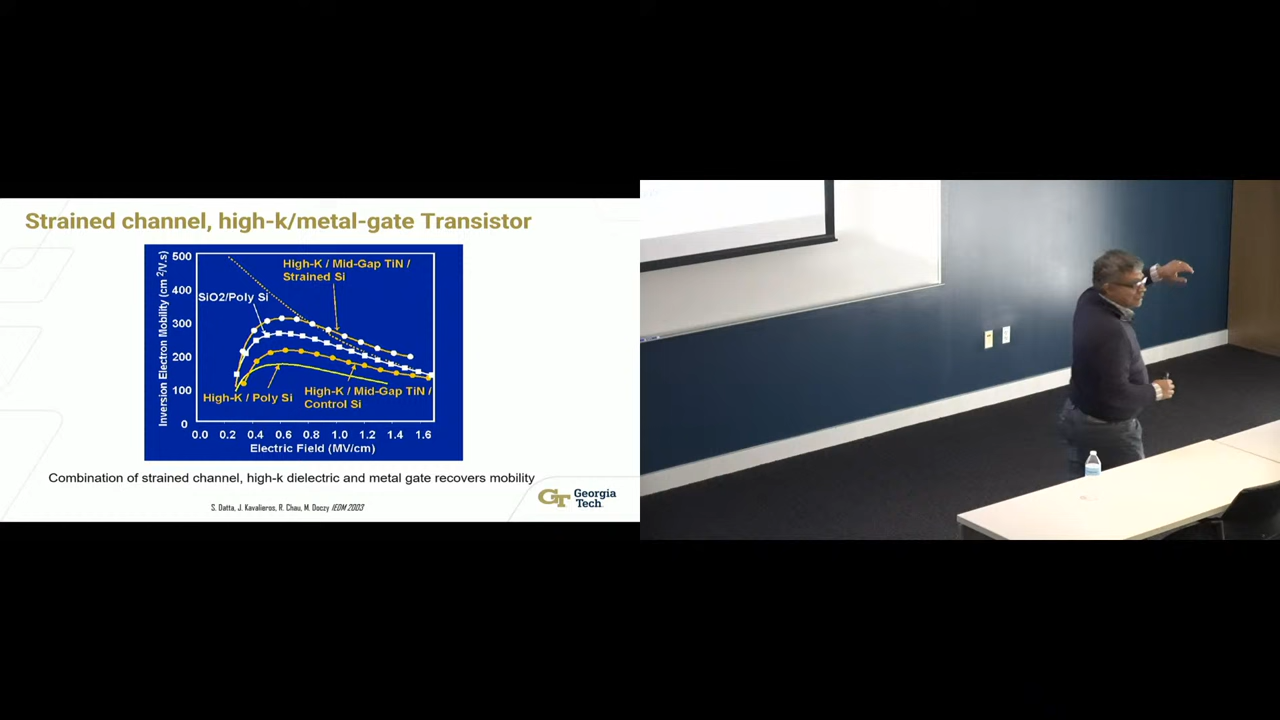 Strained channel, high-k/metal-gate Transistor
Inversion Electron Mobility (cm²/V.s)
500
400
300
200
100
0
High-K / Mid-Gap TiN /
Strained Si
SiO2/Poly Si
High-K / Poly Si
High-K / Mid-Gap TiN /
Control Si
0.0 0.2 0.4 0.6 0.8 1.0 1.2 1.4 1.6
Electric Field (MV/cm)
Combination of strained channel, high-k dielectric and metal gate recovers mobility
S. Datta, J. Kavalieros, R. Chau, M. Doczy IEDM 2003
GT Georgia
Tech